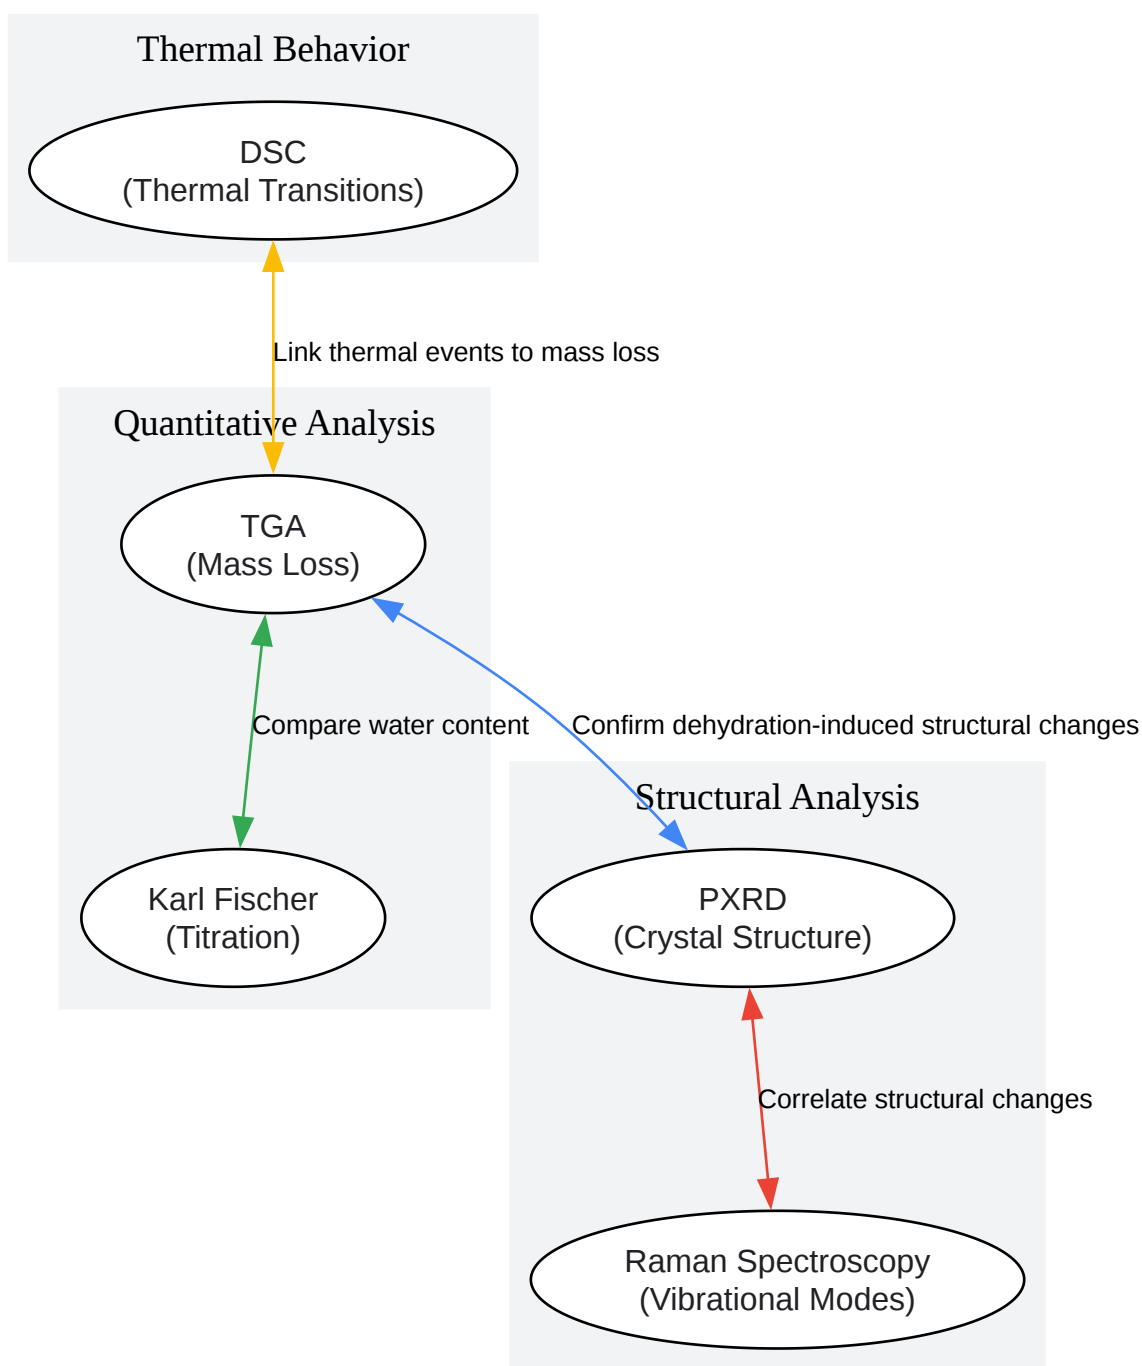 Thermal Behavior
DSC
(Thermal Transitions)
Link thermal events to mass loss
Quantitative Analysis
TGA
(Mass Loss)
Compare water content
Confirm dehydration-induced structural changes
Structural Analysis
Karl Fischer
(Titration)
PXRD
(Crystal Structure)
Correlate structural changes
Raman Spectroscopy
(Vibrational Modes)